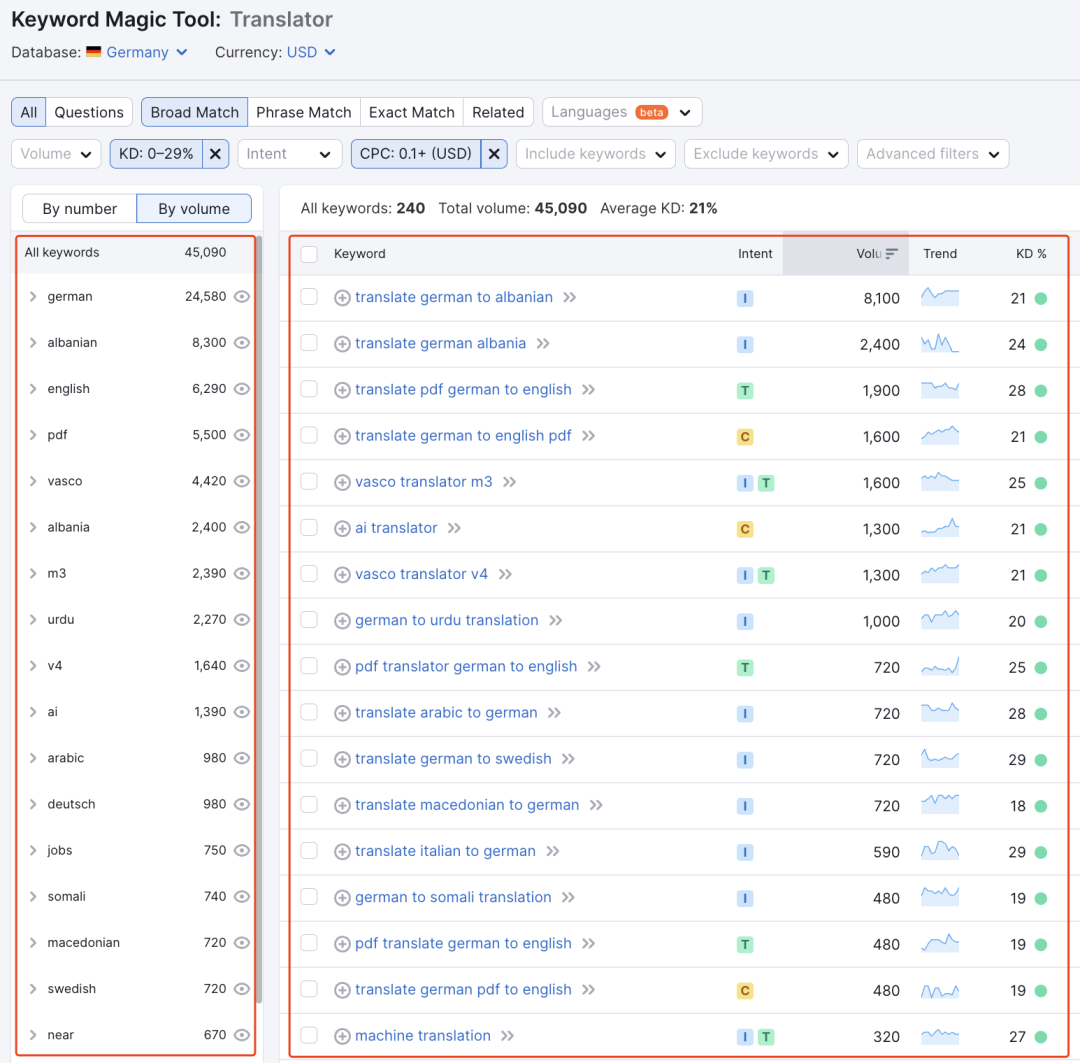 Keyword Magic Tool: Translator
Database: Germany Currency: USD
All Questions Broad Match Phrase Match Exact Match Related Languages beta
Volume KD: 0–29% Intent CPC: 0.1+ (USD) Include keywords Exclude keywords Advanced filters
By number By volume
All keywords 45,090
german 24,580
albanian 8,300
english 6,290
pdf 5,500
vasco 4,420
albania 2,400
m3 2,390
urdu 2,270
v4 1,640
ai 1,390
arabic 980
deutsch 980
jobs 750
somali 740
macedonian 720
swedish 720
near 670
All keywords: 240 Total volume: 45,090 Average KD: 21%
Keyword Intent Volu Trend KD %
translate german to albanian I 8,100 21
translate german albania I 2,400 24
translate pdf german to english T 1,900 28
translate german to english pdf C 1,600 21
vasco translator m3 I T 1,600 25
ai translator C 1,300 21
vasco translator v4 I T 1,300 21
german to urdu translation I 1,000 20
pdf translator german to english T 720 25
translate arabic to german I 720 28
translate german to swedish I 720 29
translate macedonian to german I 720 18
translate italian to german I 590 29
german to somali translation I 480 19
pdf translate german to english T 480 19
translate german pdf to english C 480 19
machine translation I T 320 27